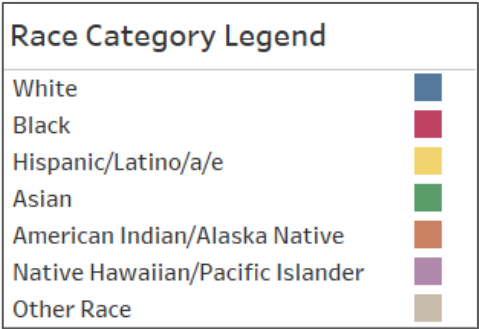 Race Category Legend
White
Black
Hispanic/Latino/a/e
Asian
American Indian/Alaska Native
Native Hawaiian/Pacific Islander
Other Race